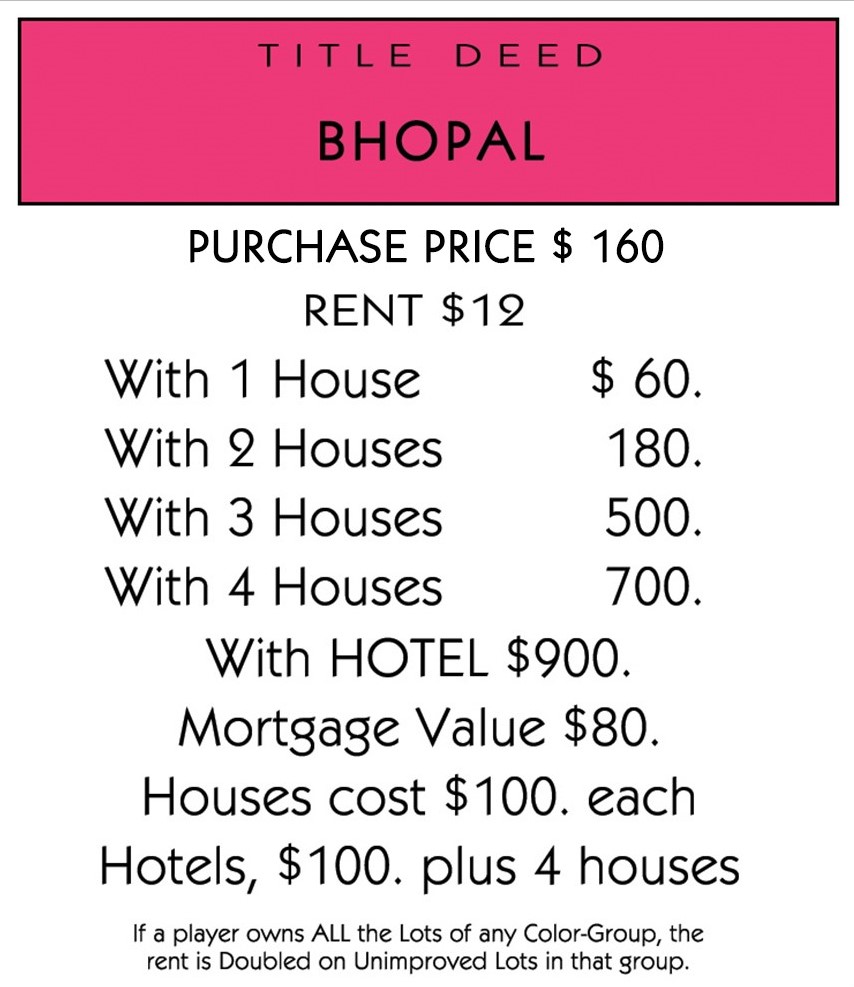 TITLE DEED
BHOPAL
PURCHASE PRICE $ 160
RENT $12
With 1 House $ 60.
With 2 Houses 180.
With 3 Houses 500.
With 4 Houses 700.
With HOTEL $900.
Mortgage Value $80.
Houses cost $100. each
Hotels, $100. plus 4 houses
If a player owns ALL the Lots of any Color-Group, the
rent is Doubled on Unimproved Lots in that group.